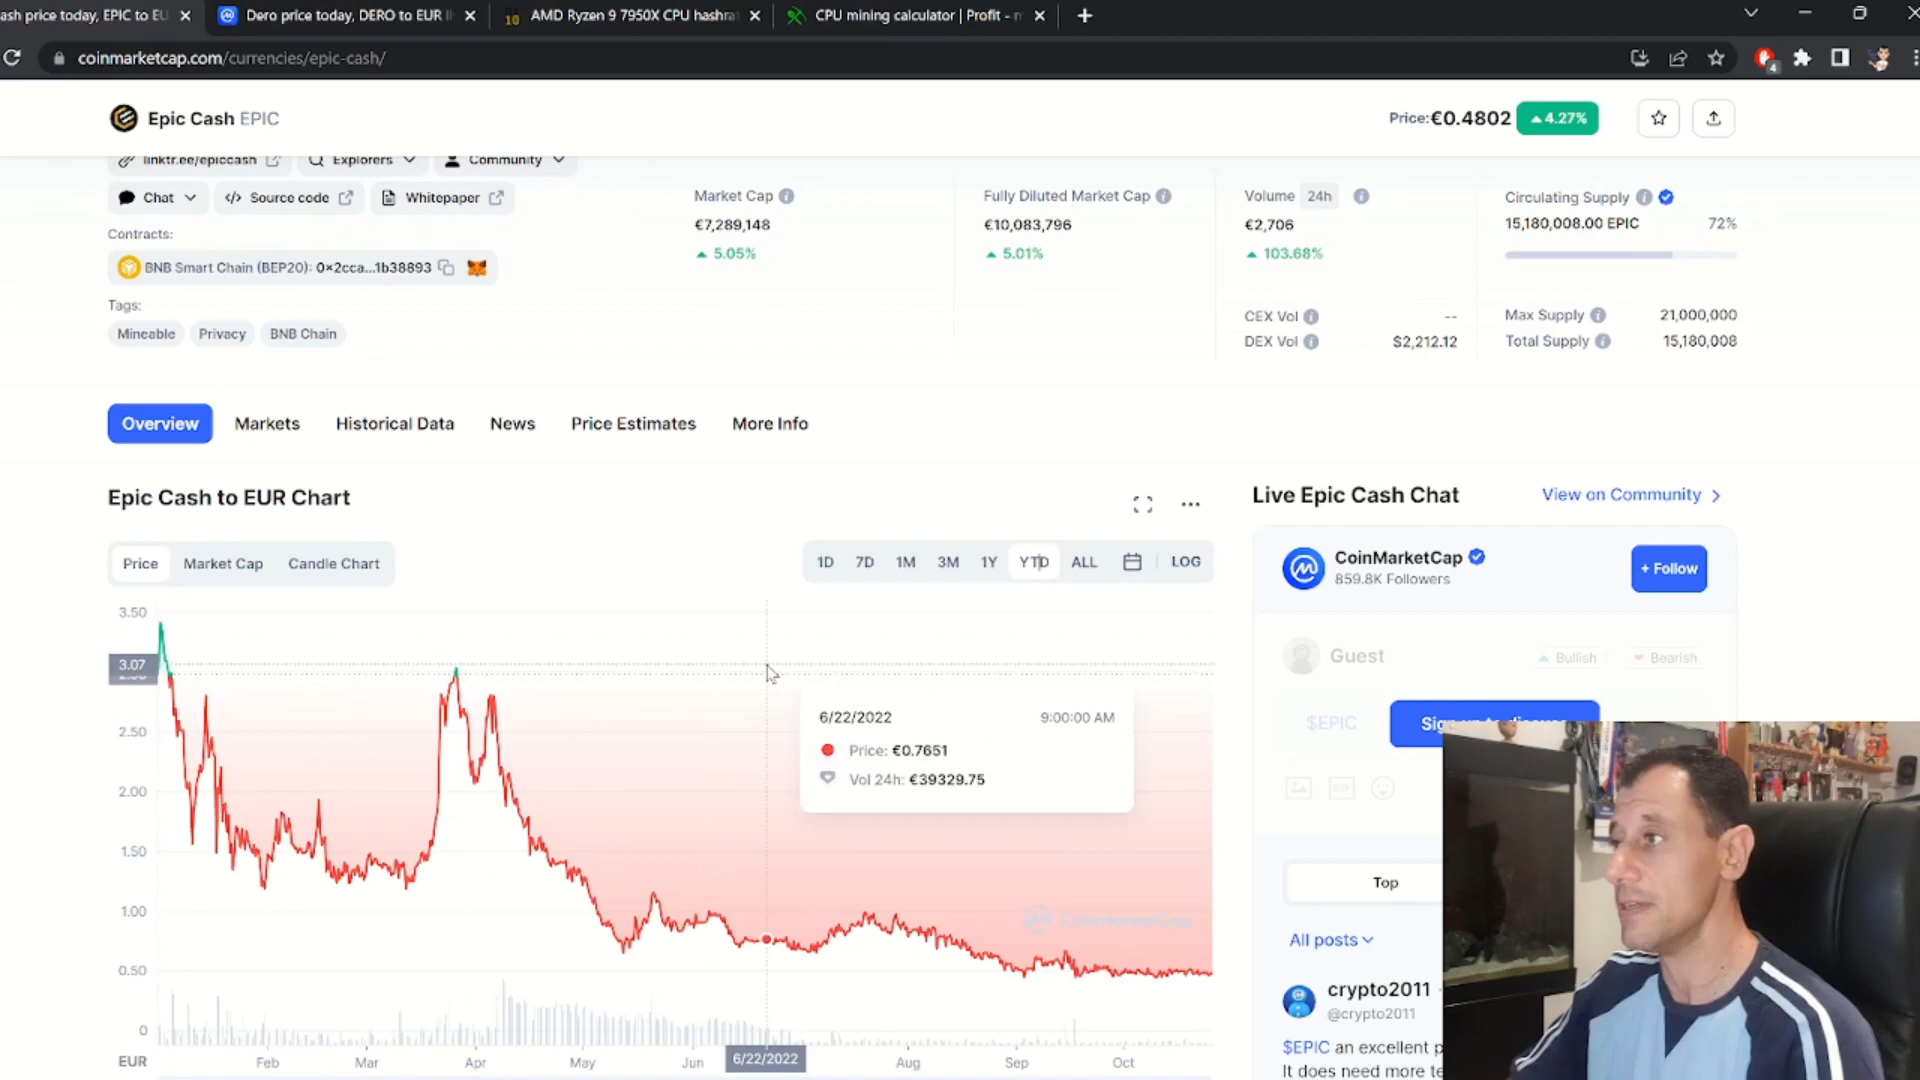 ash price today, EPIC to EU
Dero price today, DERO to EUR li
AMD Ryzen 9 7950X CPU hashra
CPU mining calculator | Profit - m
coinmarketcap.com/currencies/epic-cash/
4
Epic Cash EPIC
Price:€0.4802
4.27%
linktr.ee/epiccash
Explorers
Community
Chat
Source code
Whitepaper
Contracts:
BNB Smart Chain (BEP20): 0x2cca...1b38893
Tags:
Mineable
Privacy
BNB Chain
Market Cap
€7,289,148
5.05%
Fully Diluted Market Cap
€10,083,796
5.01%
Volume 24h
€2,706
103.68%
CEX Vol --
DEX Vol $2,212.12
Circulating Supply
15,180,008.00 EPIC 72%
Max Supply 21,000,000
Total Supply 15,180,008
Overview
Markets
Historical Data
News
Price Estimates
More Info
Epic Cash to EUR Chart
Price
Market Cap
Candle Chart
1D
7D
1M
3M
1Y
YTD
ALL
LOG
3.50
3.07
2.50
2.00
1.50
1.00
0.50
0
6/22/2022 9:00:00 AM
Price: €0.7651
Vol 24h: €39329.75
CoinMarketCap
EUR
Feb
Mar
Apr
May
Jun
6/22/2022
Aug
Sep
Oct
Live Epic Cash Chat
View on Community
CoinMarketCap
859.8K Followers
+ Follow
Guest
Bullish
Bearish
$EPIC
GIF
Top
All posts
crypto2011
@crypto2011
$EPIC an excellent p
It does need more te